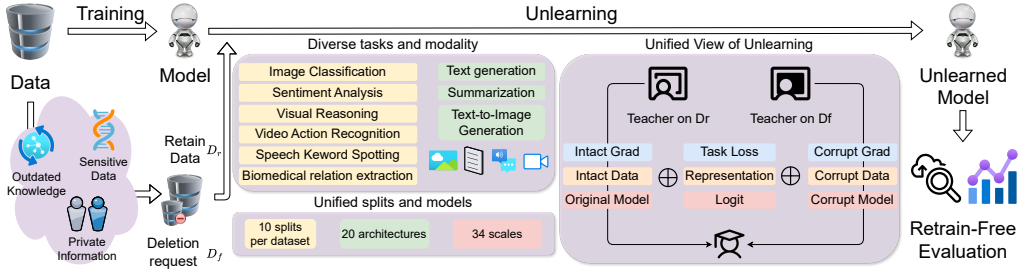 Training
Unlearning
Data
Model
Outdated
Knowledge
Sensitive
Data
Private
Information
Retain
Data
D_r
Deletion
request
D_f
Diverse tasks and modality
Image Classification
Sentiment Analysis
Visual Reasoning
Video Action Recognition
Speech Keword Spotting
Biomedical relation extraction
Text generation
Summarization
Text-to-Image
Generation
Unified splits and models
10 splits
per dataset
20 architectures
34 scales
Unified View of Unlearning
Teacher on Dr
Teacher on Df
Intact Grad
Task Loss
Corrupt Grad
Intact Data
Representation
Corrupt Data
Original Model
Logit
Corrupt Model
Unlearned
Model
Retrain-Free
Evaluation